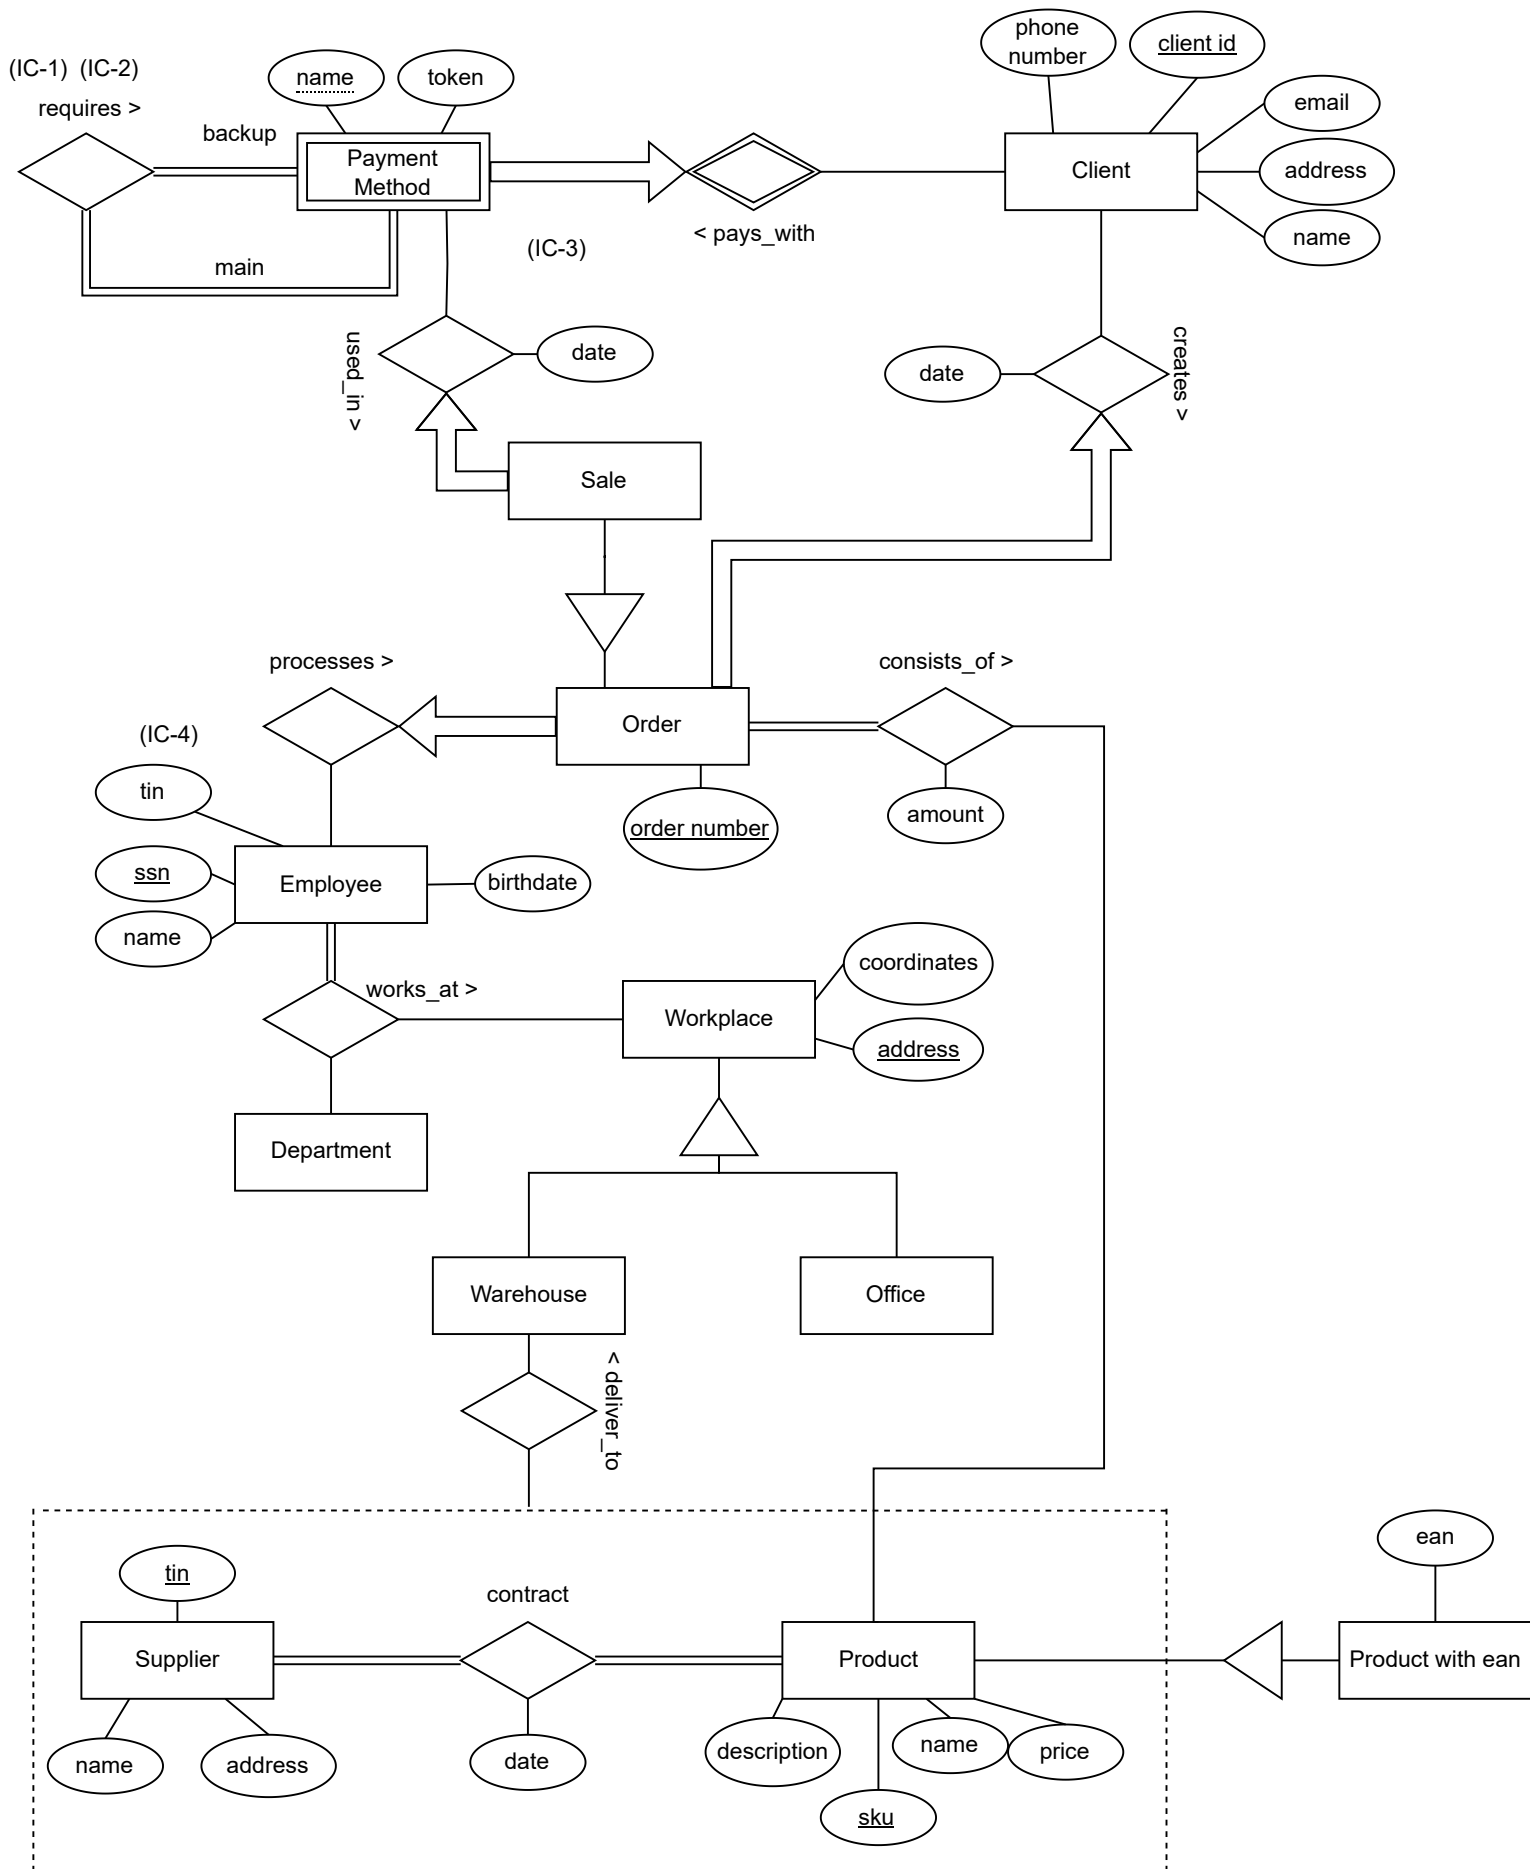 phone
number
client id
(IC-1) (IC-2)
name
token
email
requires >
backup
Payment
Method
Client
address
< pays_with
name
(IC-3)
main
used_in >
date
date
creates >
Sale
processes >
consists_of >
Order
(IC-4)
tin
order number
amount
ssn
Employee
birthdate
name
coordinates
works_at >
Workplace
address
Department
Warehouse
Office
< deliver_to
ean
tin
contract
Supplier
Product
Product with ean
name
address
date
description
name
price
sku